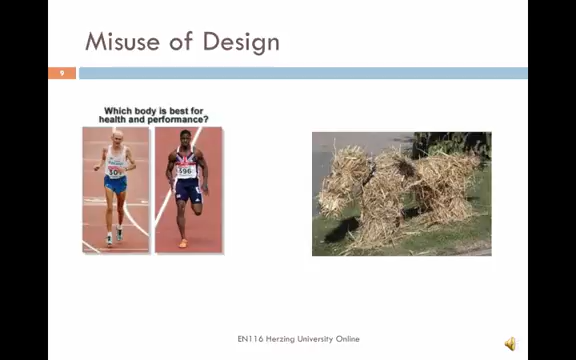 Misuse of Design
9
Which body is best for
health and performance?
EN116 Herzing University Online